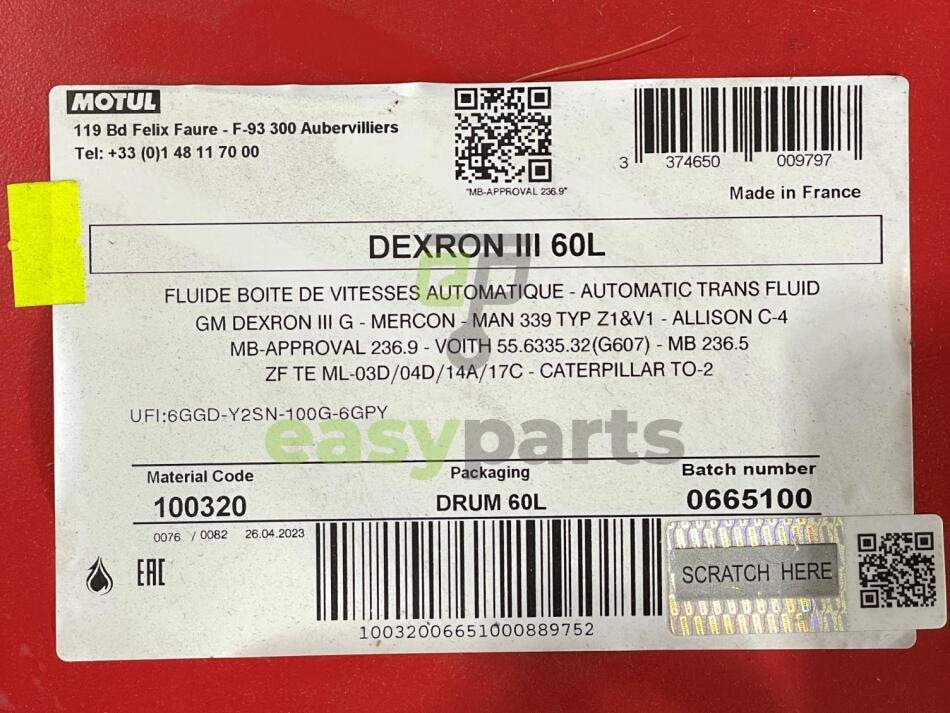 MOTUL
119 Bd Felix Faure - F-93 300 Aubervilliers
Tel: +33 (0)1 48 11 70 00
"MB-APPROVAL 236.9"
3 374650 009797
Made in France
DEXRON III 60L
FLUIDE BOITE DE VITESSES AUTOMATIQUE - AUTOMATIC TRANS FLUID
GM DEXRON III G - MERCON - MAN 339 TYP Z1&V1 - ALLISON C-4
MB-APPROVAL 236.9 - VOITH 55.6335.32(G607) - MB 236.5
ZF TE ML-03D/04D/14A/17C - CATERPILLAR TO-2
UFI:6GGD-Y2SN-100G-6GPY
easyparts
Material Code Packaging Batch number
100320 DRUM 60L 0665100
0076 / 0082 26.04.2023
EAC
SCRATCH HERE
10032006651000889752